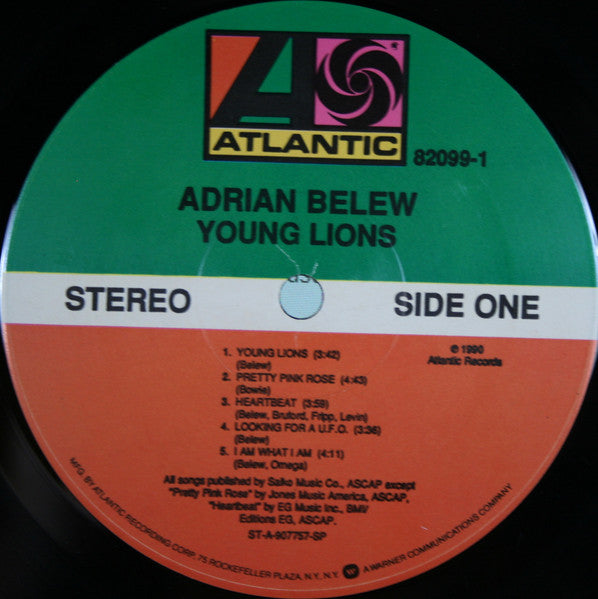 ATLANTIC
82099-1
ADRIAN BELEW
YOUNG LIONS
STEREO
SIDE ONE
℗ 1990
Atlantic Records
1. YOUNG LIONS (3:42)
(Belew)
2. PRETTY PINK ROSE (4:43)
(Bowie)
3. HEARTBEAT (3:59)
(Belew, Bruford, Fripp, Levin)
4. LOOKING FOR A U.F.O. (3:36)
(Belew)
5. I AM WHAT I AM (4:11)
(Belew, Omega)
All songs published by Saiko Music Co., ASCAP except
"Pretty Pink Rose" by Jones Music America, ASCAP,
"Heartbeat" by EG Music Inc., BMV
Editions EG, ASCAP.
ST-A-907757-SP
MFG. BY ATLANTIC RECORDING CORP. 75 ROCKEFELLER PLAZA, N.Y., N.Y. A WARNER COMMUNICATIONS COMPANY